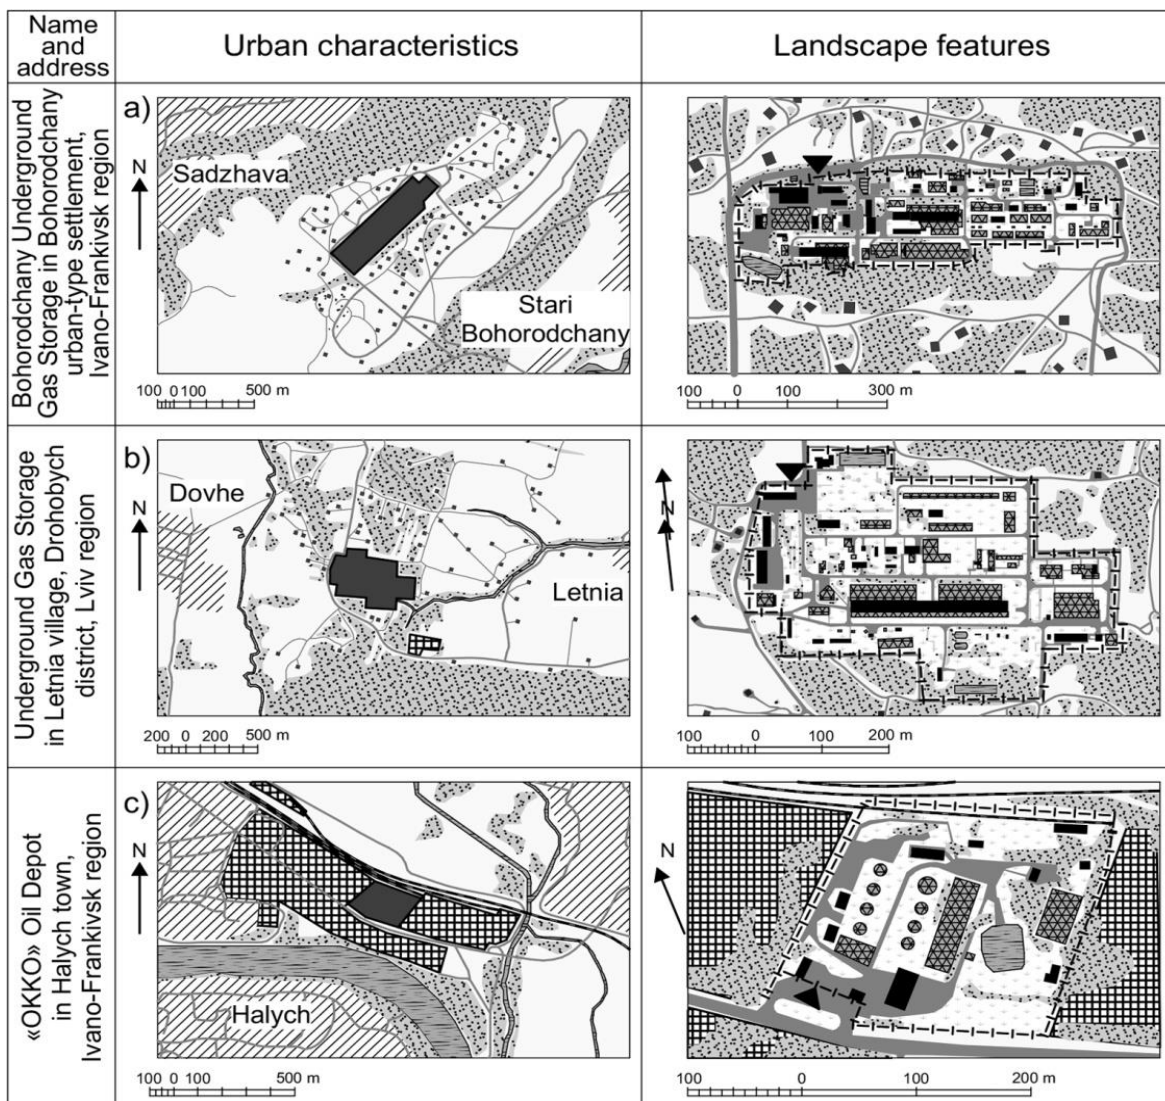 Name and address
Urban characteristics
Landscape features
Bohorodchany Underground
Gas Storage in Bohorodchany
urban-type settlement,
Ivano-Frankivsk region
a)
N
Sadzhava
Stari
Bohorodchany
100 0 100 500 m
100 0 100 300 m
Underground Gas Storage
in Letnia village, Drohobych
district, Lviv region
b)
N
Dovhe
Letnia
200 0 200 500 m
N
100 0 100 200 m
«OKKO» Oil Depot
in Halych town,
Ivano-Frankivsk region
c)
N
Halych
100 0 100 500 m
N
100 0 100 200 m